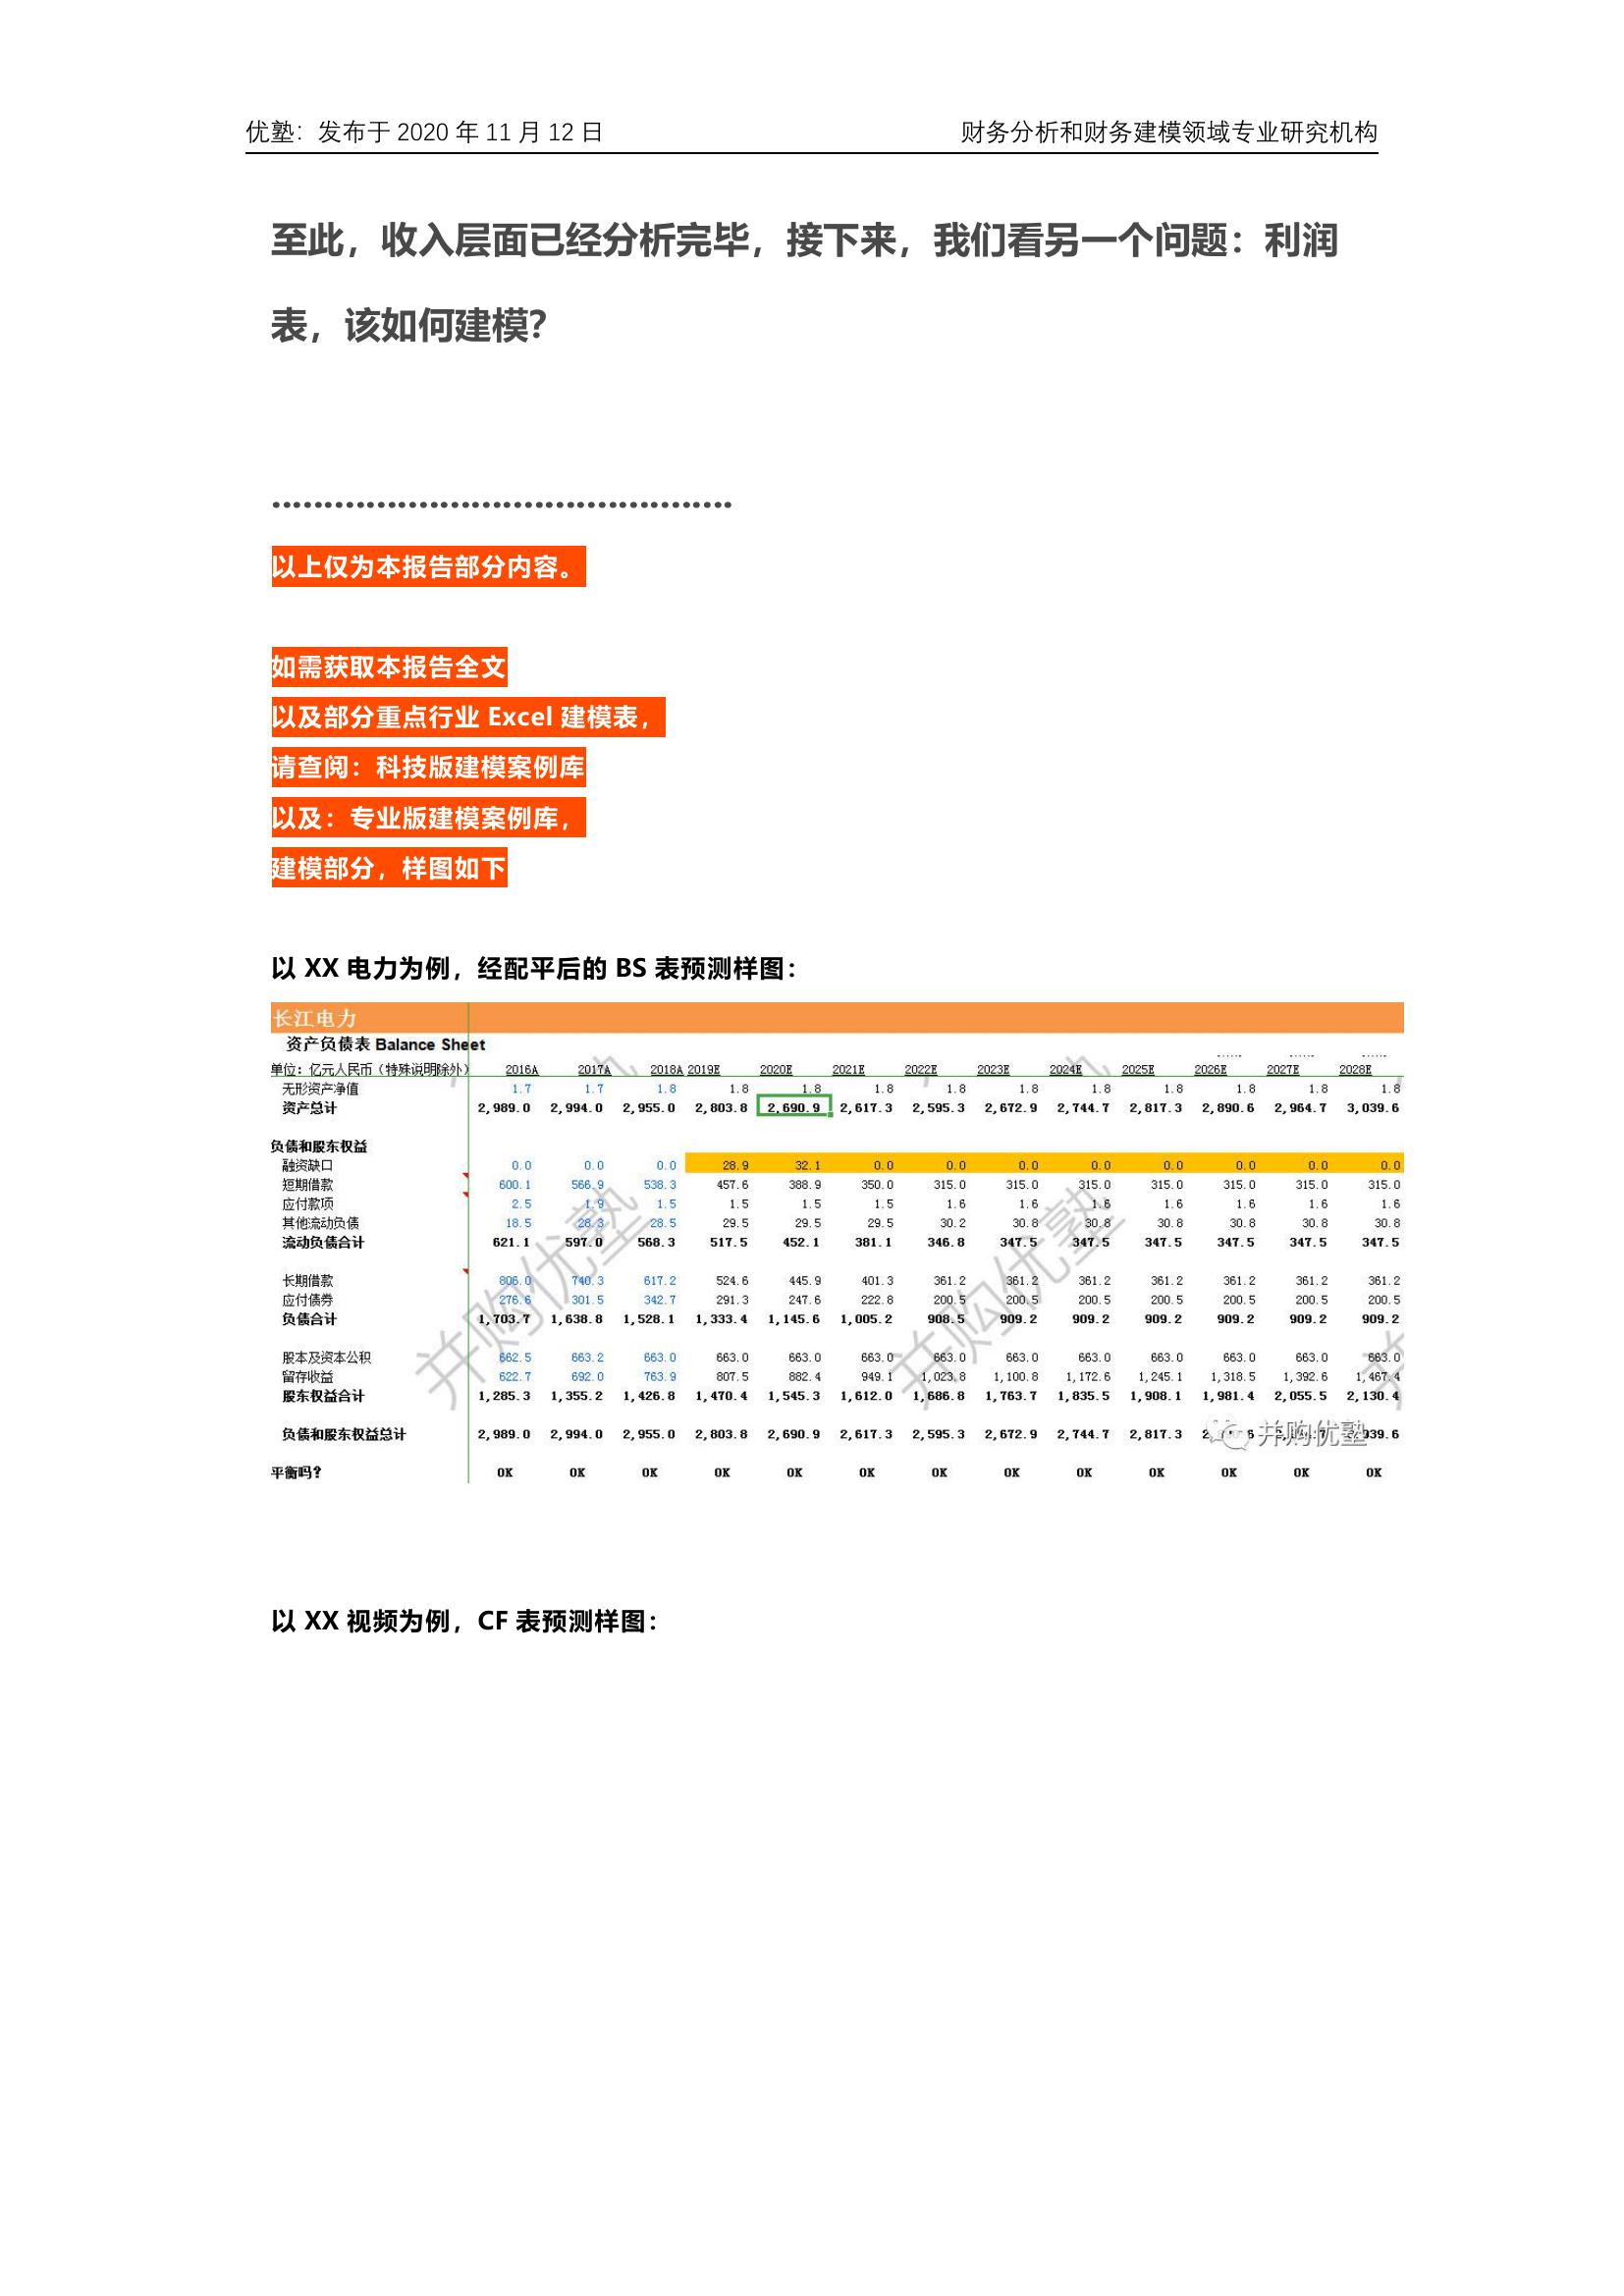 优塾：发布于 2020 年 11 月 12 日 财务分析和财务建模领域专业研究机构
至此，收入层面已经分析完毕，接下来，我们看另一个问题：利润
表，该如何建模？
............................................
以上仅为本报告部分内容。
如需获取本报告全文
以及部分重点行业 Excel 建模表，
请查阅：科技版建模案例库
以及：专业版建模案例库，
建模部分，样图如下
以 XX 电力为例，经配平后的 BS 表预测样图：
长江电力
资产负债表 Balance Sheet
单位：亿元人民币（特殊说明除外） 2016A 2017A 2018A 2019E 2020E 2021E 2022E 2023E 2024E 2025E 2026E 2027E 2028E
无形资产净值 1.7 1.7 1.8 1.8 1.8 1.8 1.8 1.8 1.8 1.8 1.8 1.8 1.8
资产总计 2,989.0 2,994.0 2,955.0 2,803.8 2,690.9 2,617.3 2,595.3 2,672.9 2,744.7 2,817.3 2,890.6 2,964.7 3,039.6
负债和股东权益
融资缺口 0.0 0.0 0.0 28.9 32.1 0.0 0.0 0.0 0.0 0.0 0.0 0.0 0.0
短期借款 600.1 566.9 538.3 457.6 388.9 350.0 315.0 315.0 315.0 315.0 315.0 315.0 315.0
应付款项 2.5 1.9 1.5 1.5 1.5 1.5 1.6 1.6 1.6 1.6 1.6 1.6 1.6
其他流动负债 18.5 28.3 28.5 29.5 29.5 29.5 30.2 30.8 30.8 30.8 30.8 30.8 30.8
流动负债合计 621.1 597.0 568.3 517.5 452.1 381.1 346.8 347.5 347.5 347.5 347.5 347.5 347.5
长期借款 806.0 740.3 617.2 524.6 445.9 401.3 361.2 361.2 361.2 361.2 361.2 361.2 361.2
应付债券 276.6 301.5 342.7 291.3 247.6 222.8 200.5 200.5 200.5 200.5 200.5 200.5 200.5
负债合计 1,703.7 1,638.8 1,528.1 1,333.4 1,145.6 1,005.2 908.5 909.2 909.2 909.2 909.2 909.2 909.2
股本及资本公积 662.5 663.2 663.0 663.0 663.0 663.0 663.0 663.0 663.0 663.0 663.0 663.0 663.0
留存收益 622.7 692.0 763.9 807.5 882.4 949.1 1,023.8 1,100.8 1,172.6 1,245.1 1,318.5 1,392.6 1,467.4
股东权益合计 1,285.3 1,355.2 1,426.8 1,470.4 1,545.3 1,612.0 1,686.8 1,763.7 1,835.5 1,908.1 1,981.4 2,055.5 2,130.4
负债和股东权益总计 2,989.0 2,994.0 2,955.0 2,803.8 2,690.9 2,617.3 2,595.3 2,672.9 2,744.7 2,817.3
并购优塾
平衡吗？ OK OK OK OK OK OK OK OK OK OK OK OK OK
并购优塾
并购优塾
以 XX 视频为例，CF 表预测样图：